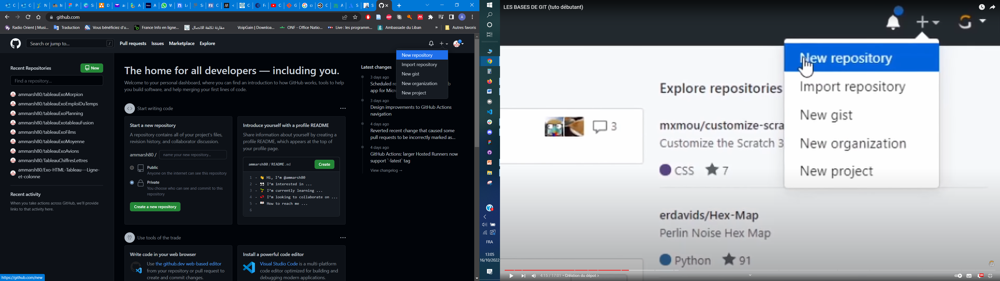 github.com
Radio Orient | Musi...
Traduction
Vous bénéficiez d'u...
France Info en ligne...
مقارنة تكلفة الاتصال
VoipGain | Downloa...
ONF - Office Natio...
Live : les programm...
Ambassade du Liban
»
Autres favoris
Search or jump to...
/
Pull requests
Issues
Marketplace
Explore
New repository
Import repository
New gist
New organization
New project
Recent Repositories
New
Find a repository...
ammarsh80/tableauExoMorpion
ammarsh80/tableauExoEmploiDuTemps
ammarsh80/tableauExoPlanning
ammarsh80/tableauExotableauFusion
ammarsh80/tableauExoFilms
ammarsh80/tableauExoMoyenne
ammarsh80/tableauExoAvions
ammarsh80/TableauChiffresLettres
ammarsh80/Exo-HTML-Tableau---Ligne-
et-colonne
Recent activity
When you take actions across GitHub, we'll provide
links to that activity here.
https://github.com/new
The home for all developers — including you.
Welcome to your personal dashboard, where you can find an introduction to how GitHub works, tools to help
you build software, and help merging your first lines of code.
Start writing code
Start a new repository
A repository contains all of your project's files,
revision history, and collaborator discussion.
ammarsh80 /
name your new repository...
Public
Anyone on the internet can see this repository
Private
You choose who can see and commit to this
repository
Create a new repository
Introduce yourself with a profile README
Share information about yourself by creating a
profile README, which appears at the top of
your profile page.
ammarsh80 / README.md
Create
1 - 👋 Hi, I'm @ammarsh80
2 - 👀 I'm interested in ...
3 - 🌱 I'm currently learning ...
4 - 💞️ I'm looking to collaborate on ...
5 - 📫 How to reach me ...
6
Use tools of the trade
Write code in your web browser
Use the github.dev web-based editor
from your repository or pull request to
create and commit changes.
Install a powerful code editor
Visual Studio Code is a multi-platform
code editor optimized for building and
debugging modern applications.
Latest changes
3 days ago
Scheduled re
b
app for Micr
3 days ago
Design improvements to GitHub Actions
navigation
4 days ago
Reverted recent change that caused some
pull requests to be incorrectly marked as...
4 days ago
GitHub Actions: larger Hosted Runners now
support `-latest` tag
View changelog →
FRA
13:05
16/10/2022
LES BASES DE GIT (tuto débutant)
New repository
Import repository
New gist
New organization
New project
Explore repositories
3
mxmou/customize-scra
Customize the Scratch 3
CSS
7
erdavids/Hex-Map
Perlin Noise Hex Map
Python
91
4:15 / 17:01 • Création du dépôt >
HD